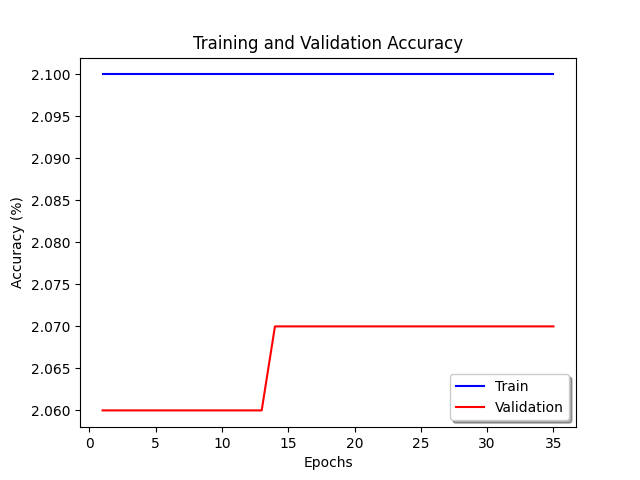 Training and Validation Accuracy
2.100
2.095
2.090
2.085
2.080
2.075
2.070
2.065
2.060
Accuracy (%)
Train
Validation
0 5 10 15 20 25 30 35
Epochs